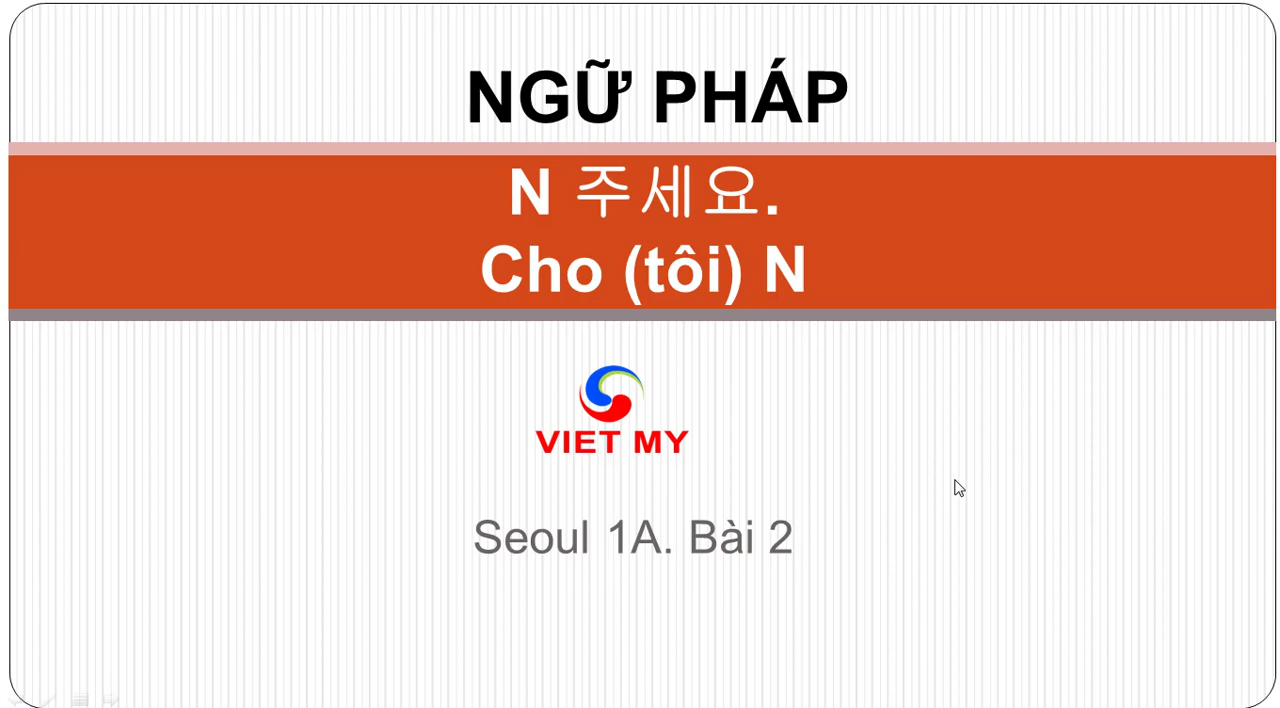 NGỮ PHÁP
N 주세요.
Cho (tôi) N
VIET MY
Seoul 1A. Bài 2